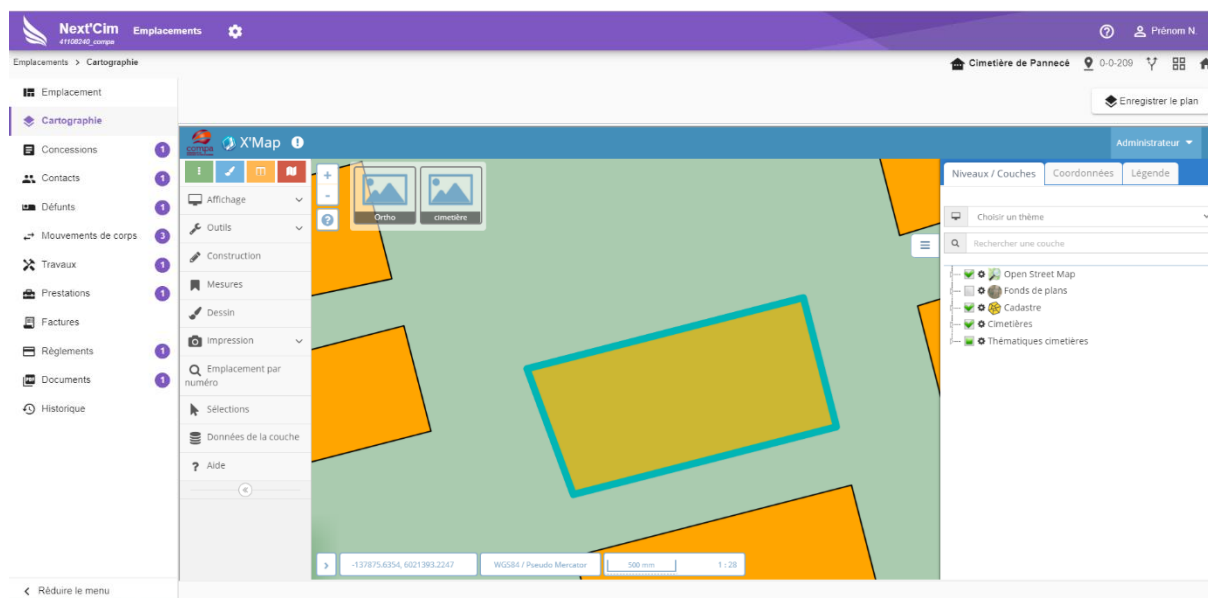 Next'Cim
41108240_compa
Emplacements
Prénom N.
Emplacements > Cartographie
Cimetière de Pannecé
0-0-209
Emplacement
Cartographie
Concessions 1
Contacts 1
Défunts 1
Mouvements de corps 3
Travaux 1
Prestations 1
Factures
Règlements 1
Documents 1
Historique
Réduire le menu
Enregistrer le plan
compa
X'Map
Administrateur
Affichage
Outils
Construction
Mesures
Dessin
Impression
Emplacement par
numéro
Sélections
Données de la couche
Aide
+
-
Ortho
cimetière
-137875.6354, 6021393.2247
WGS84 / Pseudo Mercator
500 mm
1 : 28
Niveaux / Couches
Coordonnées
Légende
Choisir un thème
Rechercher une couche
Open Street Map
Fonds de plans
Cadastre
Cimetières
Thématiques cimetières